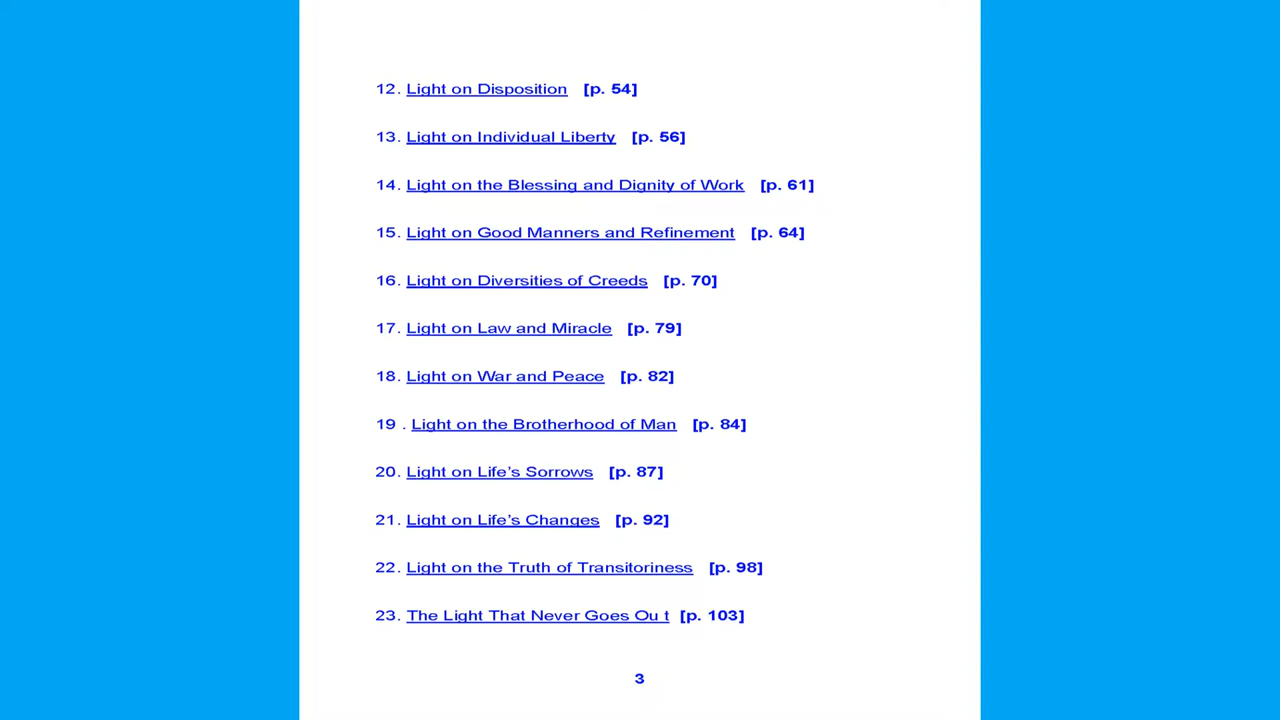 12. Light on Disposition [p. 54]
13. Light on Individual Liberty [p. 56]
14. Light on the Blessing and Dignity of Work [p. 61]
15. Light on Good Manners and Refinement [p. 64]
16. Light on Diversities of Creeds [p. 70]
17. Light on Law and Miracle [p. 79]
18. Light on War and Peace [p. 82]
19 . Light on the Brotherhood of Man [p. 84]
20. Light on Life’s Sorrows [p. 87]
21. Light on Life’s Changes [p. 92]
22. Light on the Truth of Transitoriness [p. 98]
23. The Light That Never Goes Ou t [p. 103]
3